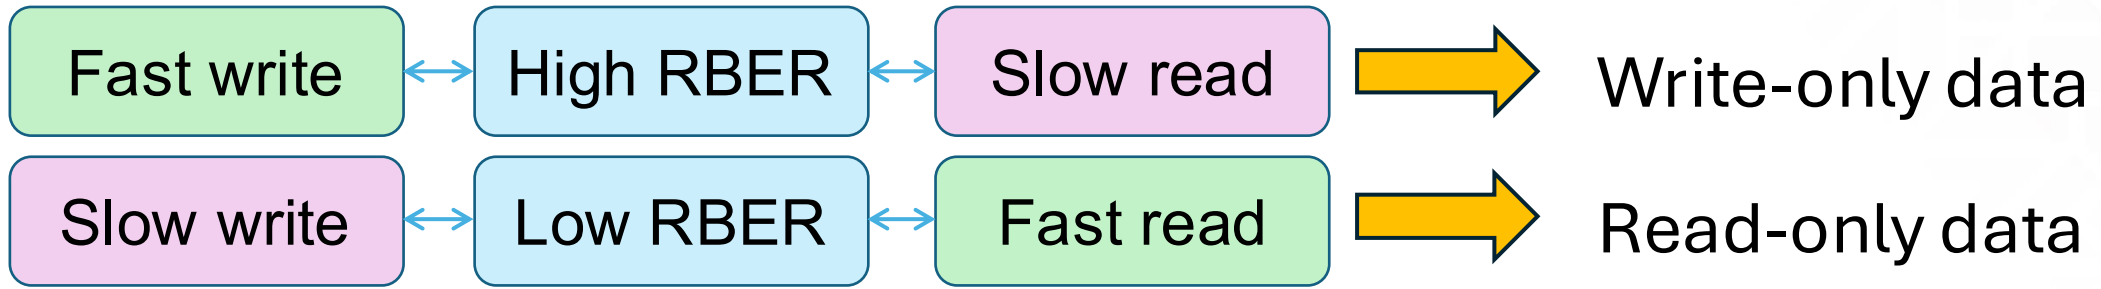 Fast write High RBER Slow read Write-only data
Slow write Low RBER Fast read Read-only data